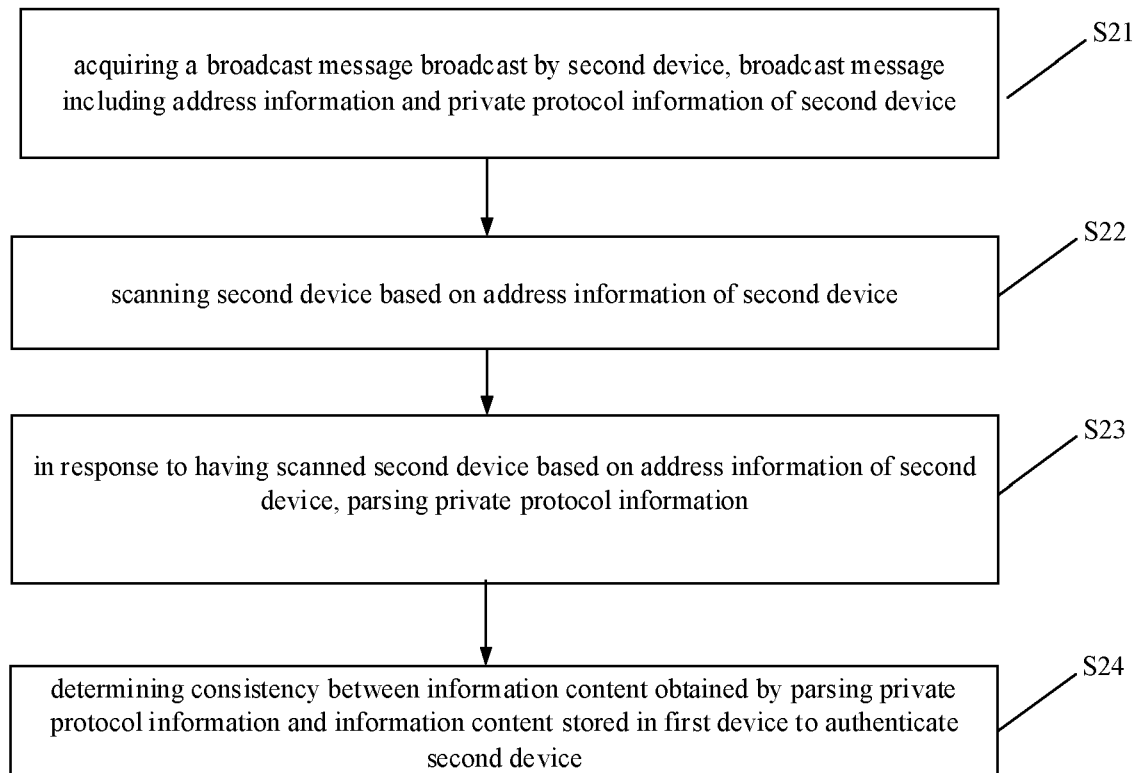 acquiring a broadcast message broadcast by second device, broadcast message
including address information and private protocol information of second device
S21
scanning second device based on address information of second device
S22
in response to having scanned second device based on address information of second
device, parsing private protocol information
S23
determining consistency between information content obtained by parsing private
protocol information and information content stored in first device to authenticate
second device
S24